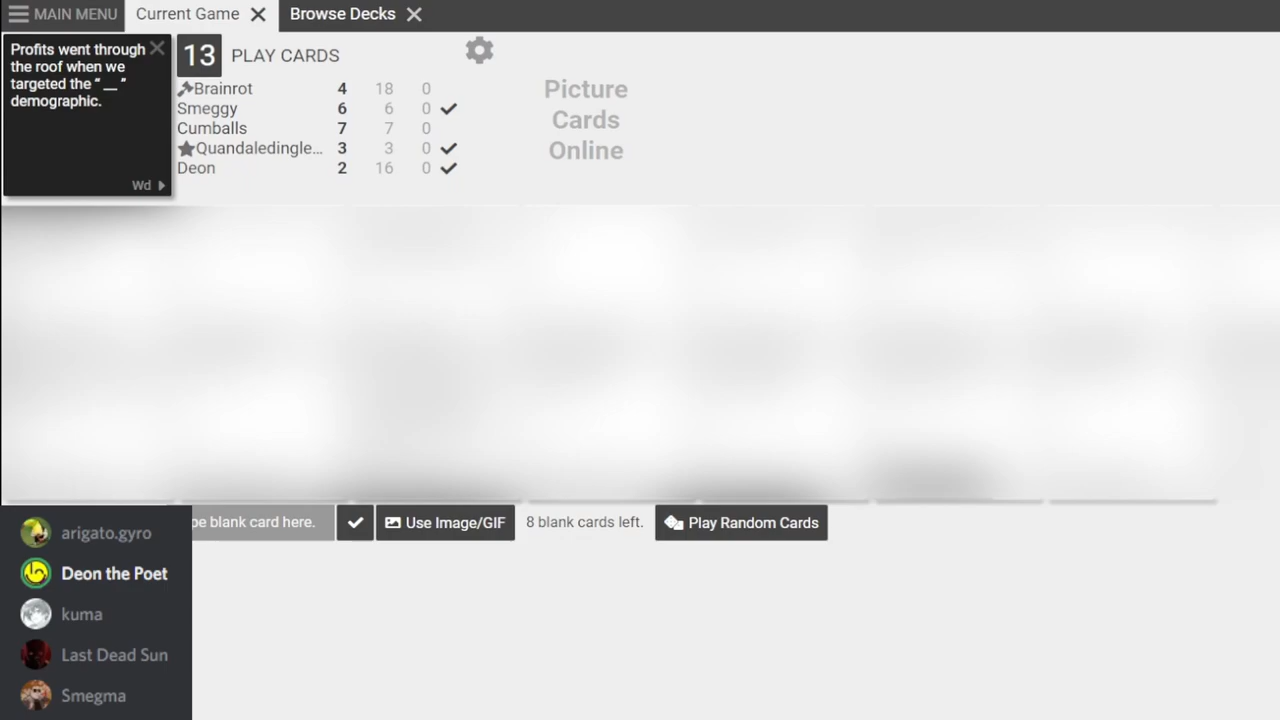 MAIN MENU
Current Game
Browse Decks
Profits went through
the roof when we
targeted the “ __ ”
demographic.
Wd
13 PLAY CARDS
Brainrot 4 18 0
Smeggy 6 6 0
Cumballs 7 7 0
Quandaledingle... 3 3 0
Deon 2 16 0
Picture
Cards
Online
pe blank card here.
Use Image/GIF
8 blank cards left.
Play Random Cards
arigato.gyro
Deon the Poet
kuma
Last Dead Sun
Smegma